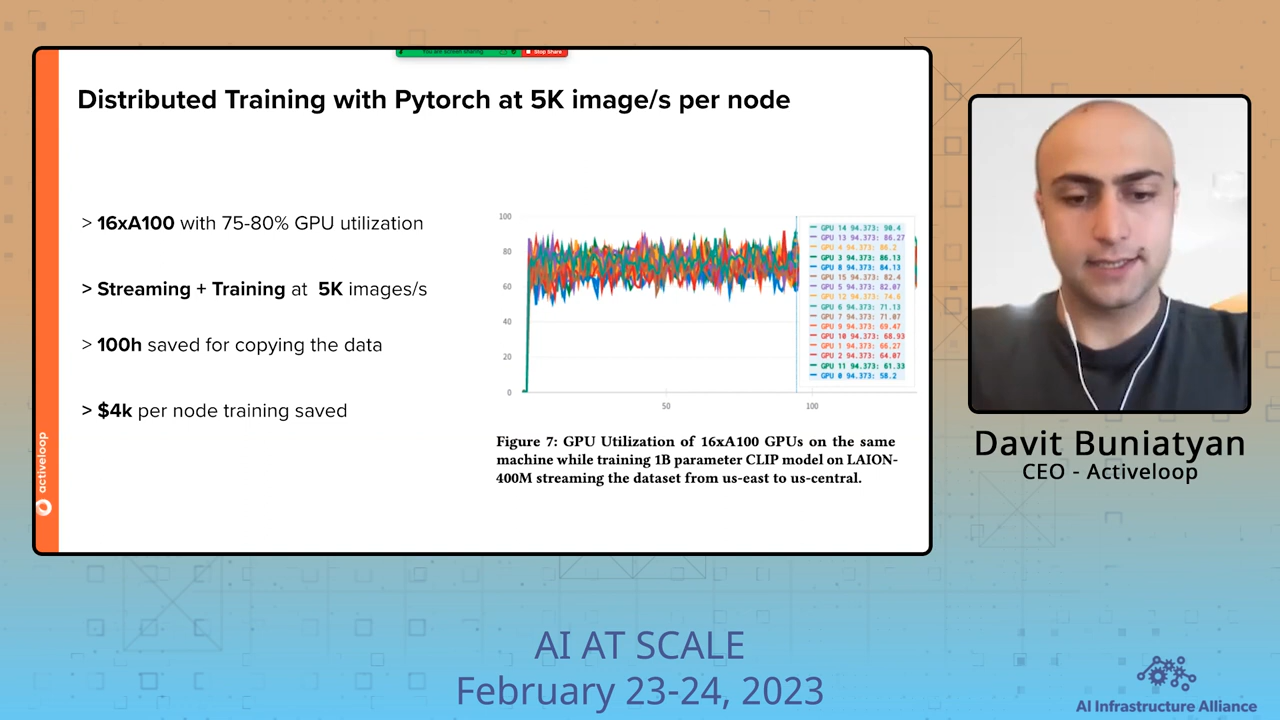 You are screen sharing
Stop Share
Distributed Training with Pytorch at 5K image/s per node
> 16xA100 with 75-80% GPU utilization
> Streaming + Training at 5K images/s
> 100h saved for copying the data
> $4k per node training saved
100
80
60
40
20
0
50
100
GPU 14 94.373: 90.4
GPU 13 94.373: 86.27
GPU 4 94.373: 86.2
GPU 3 94.373: 86.13
GPU 8 94.373: 84.13
GPU 15 94.373: 82.4
GPU 5 94.373: 82.07
GPU 12 94.373: 74.6
GPU 6 94.373: 71.13
GPU 7 94.373: 71.07
GPU 9 94.373: 69.47
GPU 10 94.373: 68.93
GPU 1 94.373: 66.27
GPU 2 94.373: 64.07
GPU 11 94.373: 61.33
GPU 0 94.373: 58.2
Figure 7: GPU Utilization of 16xA100 GPUs on the same
machine while training 1B parameter CLIP model on LAION-
400M streaming the dataset from us-east to us-central.
activeloop
Davit Buniatyan
CEO - Activeloop
AI AT SCALE
February 23-24, 2023
AI Infrastructure Alliance